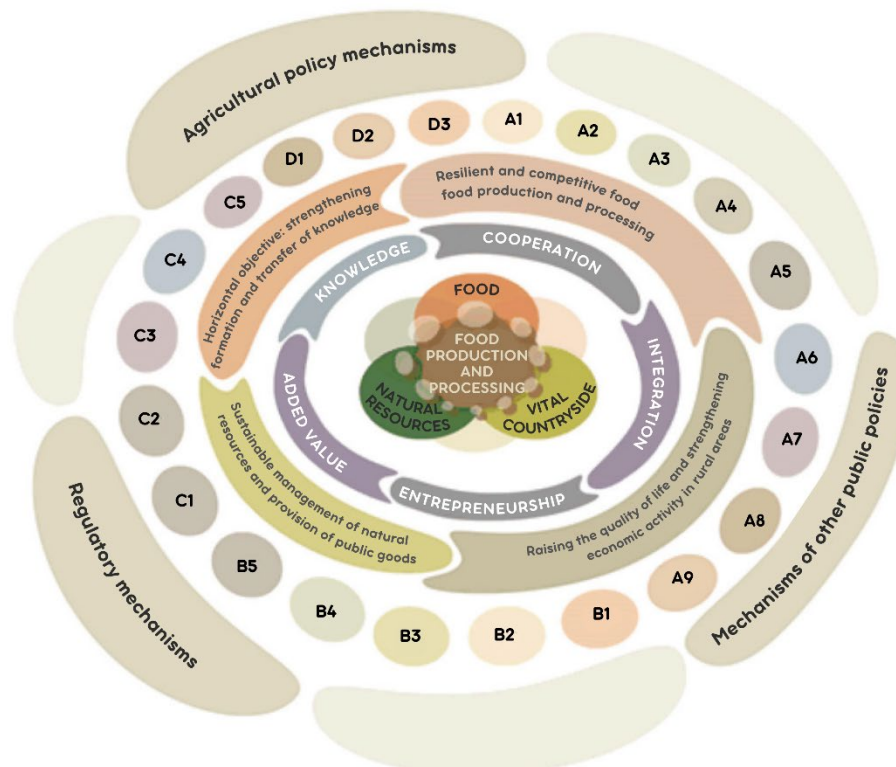 Agricultural policy mechanisms
D3
A1
D2
A2
D1
A3
C5
A4
C4
A5
C3
A6
C2
A7
C1
A8
B5
A9
B4
B1
B3
B2
Resilient and competitive food
food production and processing
Horizontal objective: strengthening
formation and transfer of knowledge
KNOWLEDGE
COOPERATION
INTEGRATION
ADDED VALUE
ENTREPRENEURSHIP
FOOD
FOOD
PRODUCTION
AND
PROCESSING
NATURAL
RESOURCES
VITAL
COUNTRYSIDE
Sustainable management of natural
resources and provision of public goods
Raising the quality of life and strengthening
economic activity in rural areas
Regulatory mechanisms
Mechanisms of other public policies